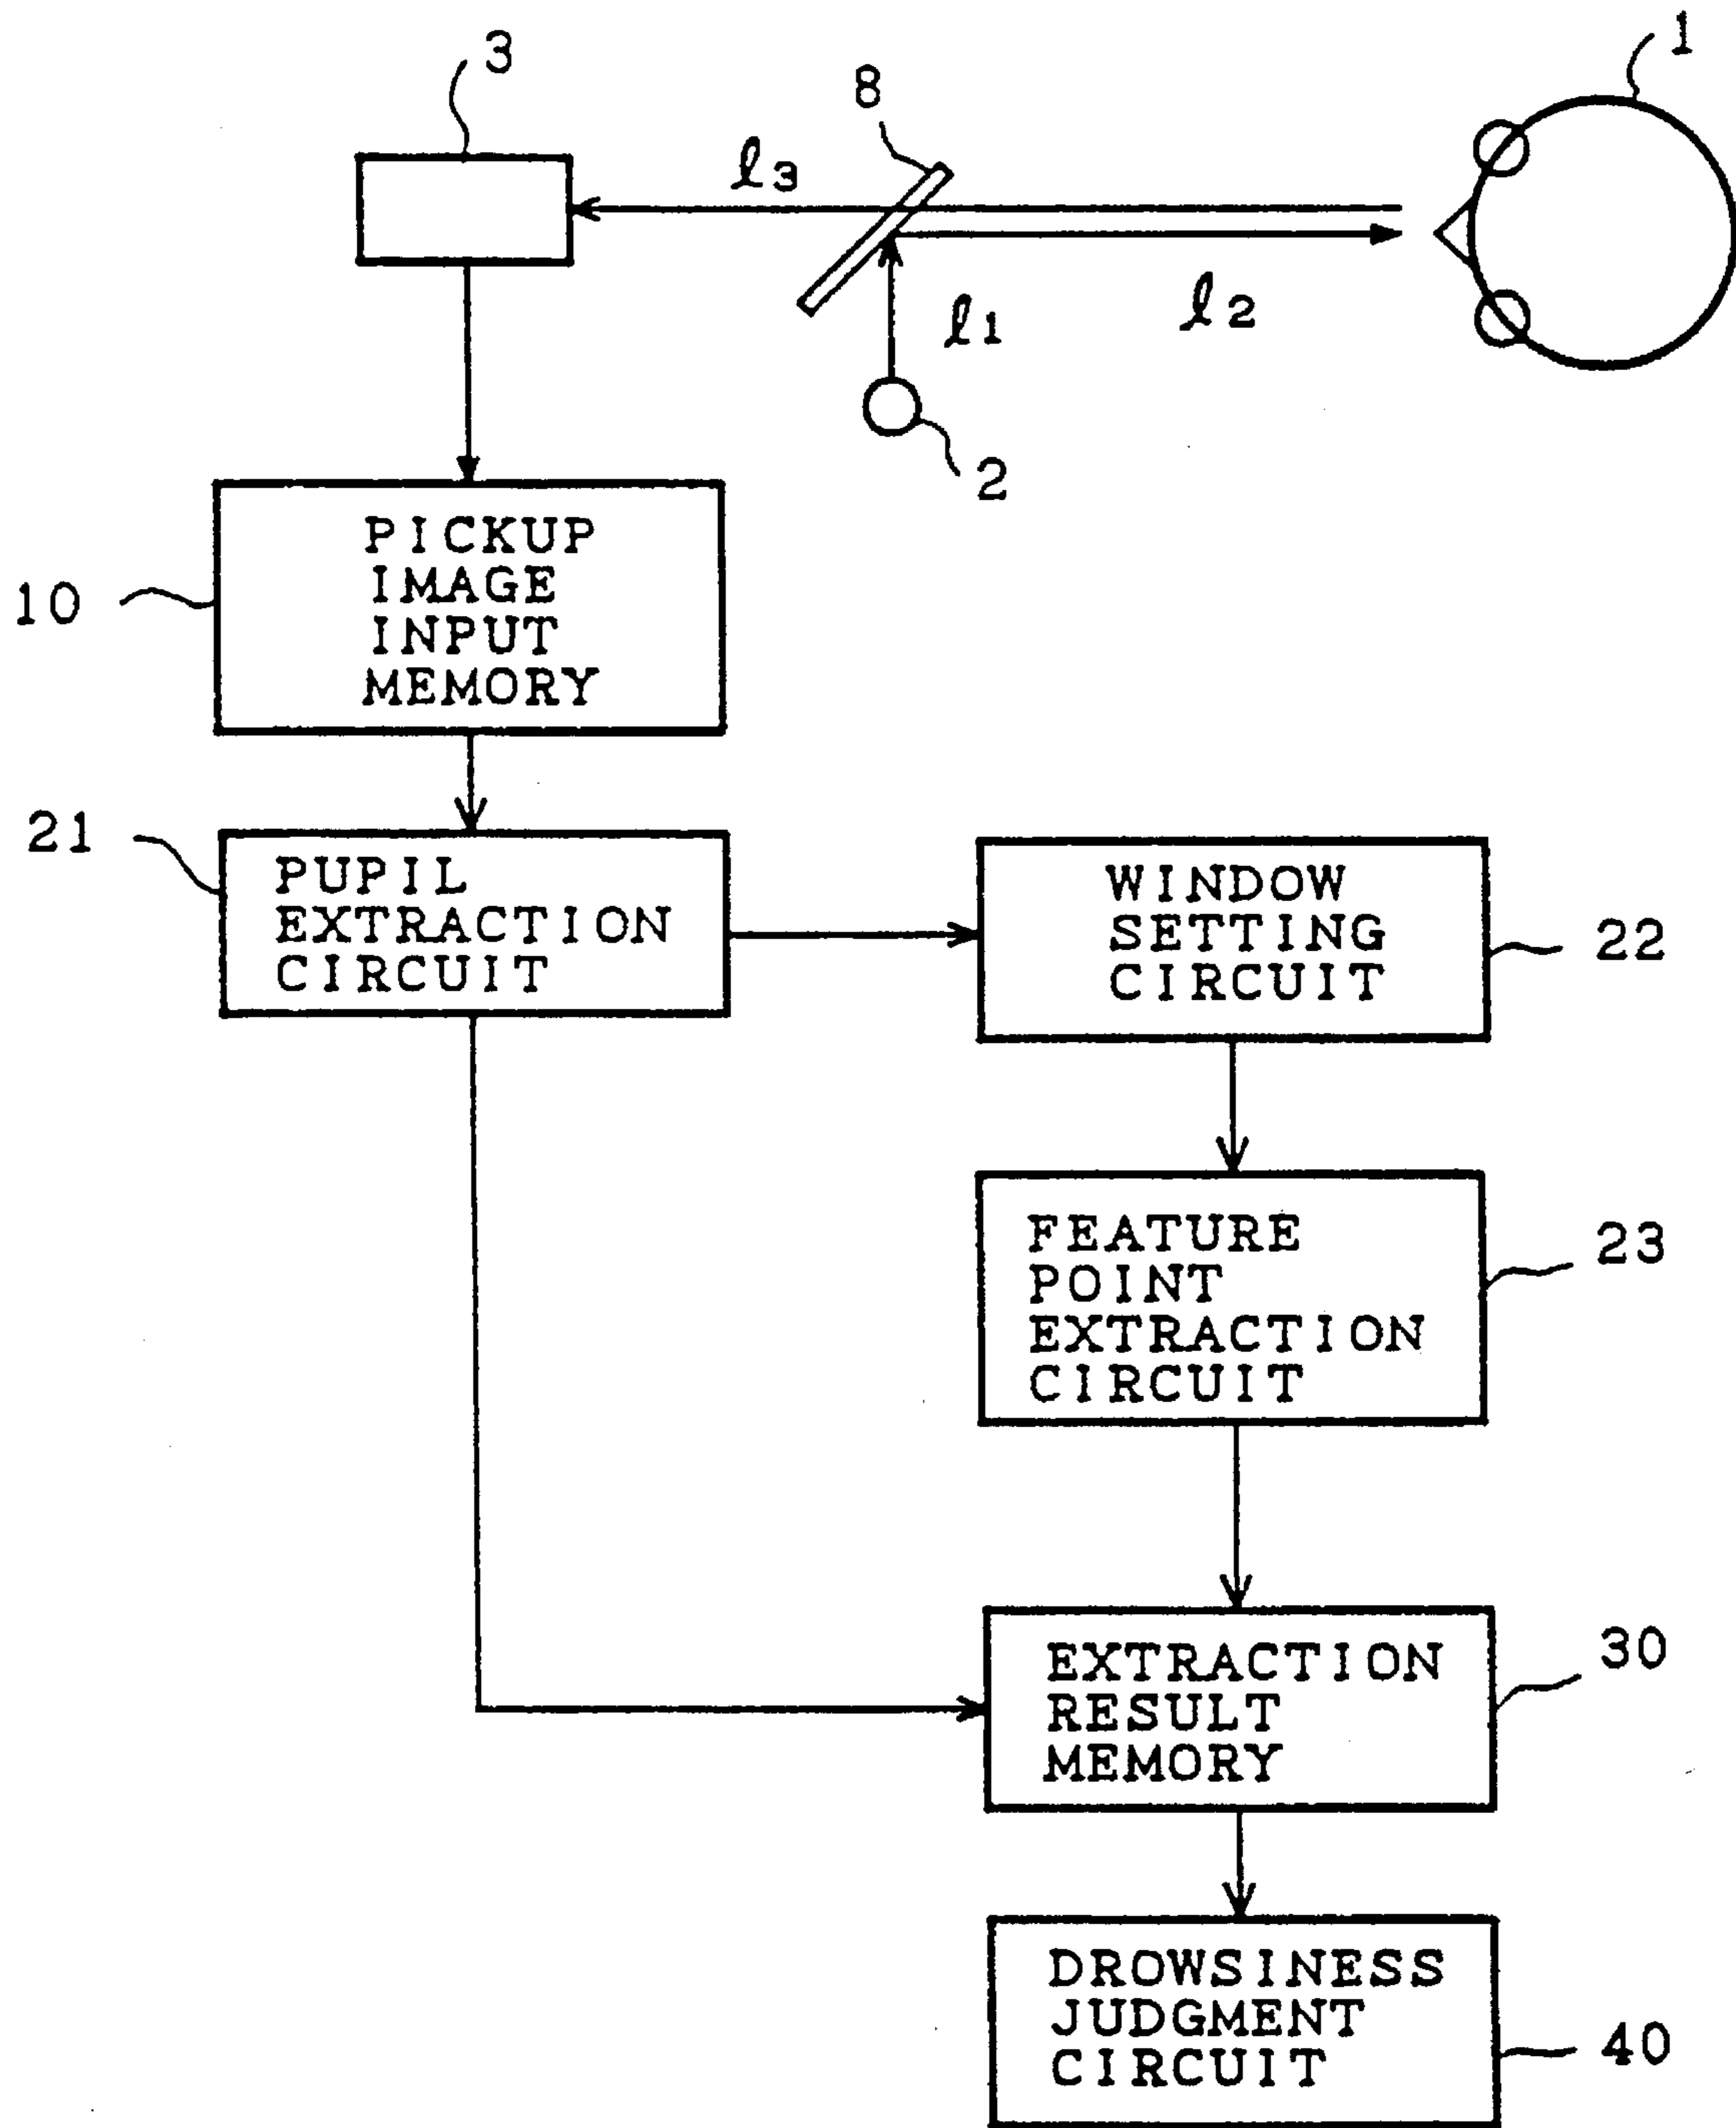 3
8
1
ℓ3
ℓ1
ℓ2
2
PICKUP
IMAGE
INPUT
MEMORY
10
21
PUPIL
EXTRACTION
CIRCUIT
WINDOW
SETTING
CIRCUIT
22
FEATURE
POINT
EXTRACTION
CIRCUIT
23
EXTRACTION
RESULT
MEMORY
30
DROWSINESS
JUDGMENT
CIRCUIT
40